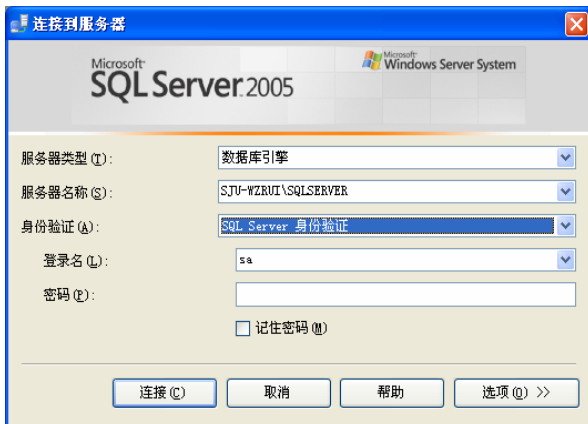 连接到服务器
Microsoft
SQL Server 2005
Microsoft
Windows Server System
服务器类型(T):
数据库引擎
服务器名称(S):
SJU-WZRUI\SQLSERVER
身份验证(A):
SQL Server 身份验证
登录名(L):
sa
密码(P):
记住密码(M)
连接(C)
取消
帮助
选项(O) >>